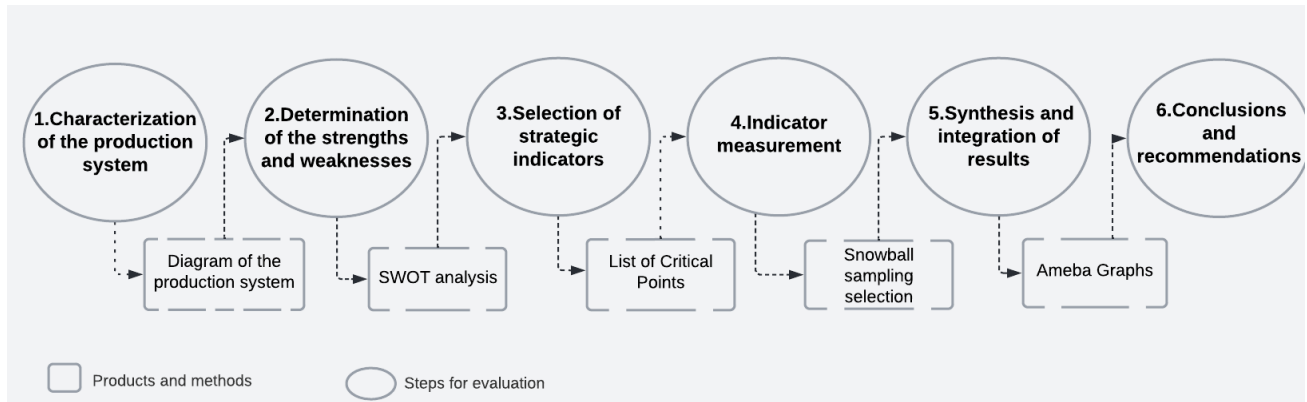 1.Characterization
of the production
system
2.Determination
of the strengths
and weaknesses
3.Selection of
strategic
indicators
4.Indicator
measurement
5.Synthesis and
integration of
results
6.Conclusions
and
recommendations
Diagram of the
production system
SWOT analysis
List of Critical
Points
Snowball
sampling
selection
Ameba Graphs
Products and methods
Steps for evaluation